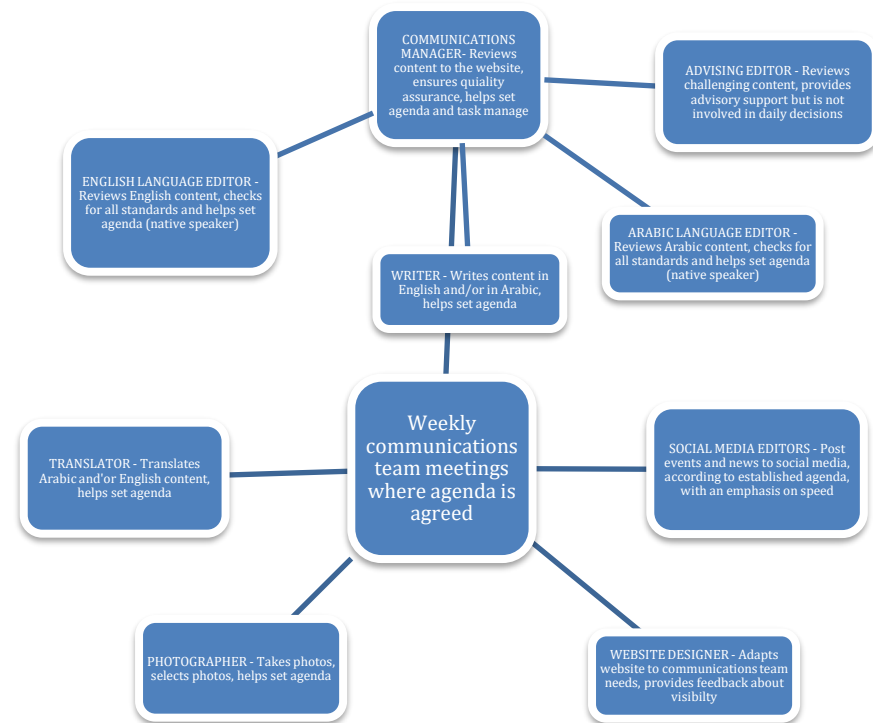 COMMUNICATIONS
MANAGER- Reviews
content to the website,
ensures quiality
assurance, helps set
agenda and task manage
ADVISING EDITOR - Reviews
challenging content, provides
advisory support but is not
involved in daily decisions
ENGLISH LANGUAGE EDITOR -
Reviews English content, checks
for all standards and helps set
agenda (native speaker)
ARABIC LANGUAGE EDITOR -
Reviews Arabic content, checks for
all standards and helps set agenda
(native speaker)
WRITER - Writes content in
English and/or in Arabic,
helps set agenda
Weekly
communications
team meetings
where agenda is
agreed
TRANSLATOR - Translates
Arabic and'or English content,
helps set agenda
SOCIAL MEDIA EDITORS - Post
events and news to social media,
according to established agenda,
with an emphasis on speed
PHOTOGRAPHER - Takes photos,
selects photos, helps set agenda
WEBSITE DESIGNER - Adapts
website to communications team
needs, provides feedback about
visibilty